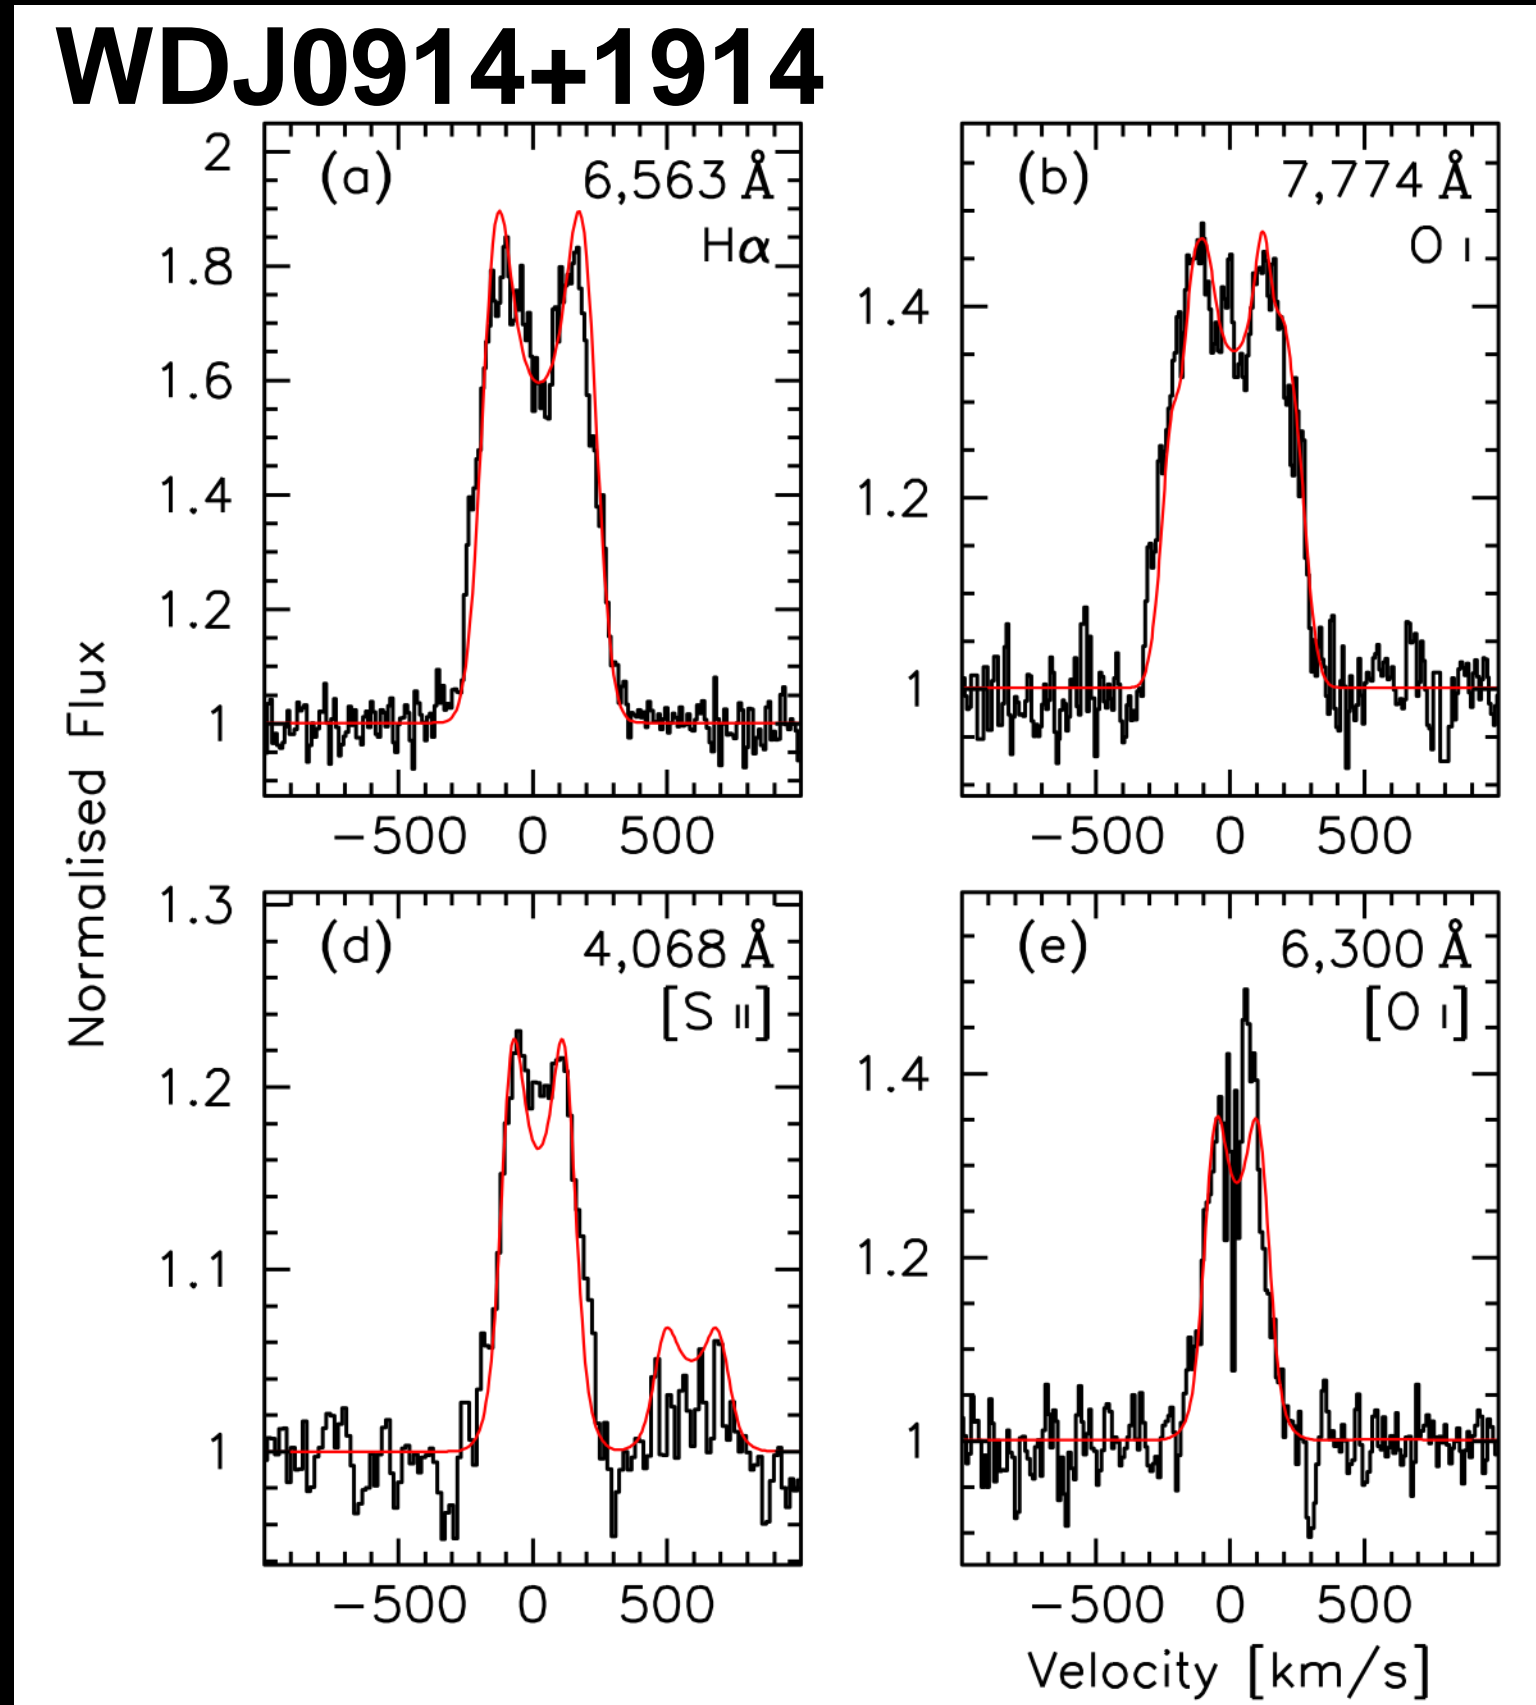 WDJ0914+1914
(a) 6,563 Å
Hα
2
1.8
1.6
1.4
1.2
1
−500 0 500
(b) 7,774 Å
O I
1.4
1.2
1
−500 0 500
Normalised Flux
(d) 4,068 Å
[S II]
1.3
1.2
1.1
1
−500 0 500
(e) 6,300 Å
[O I]
1.4
1.2
1
−500 0 500
Velocity [km/s]